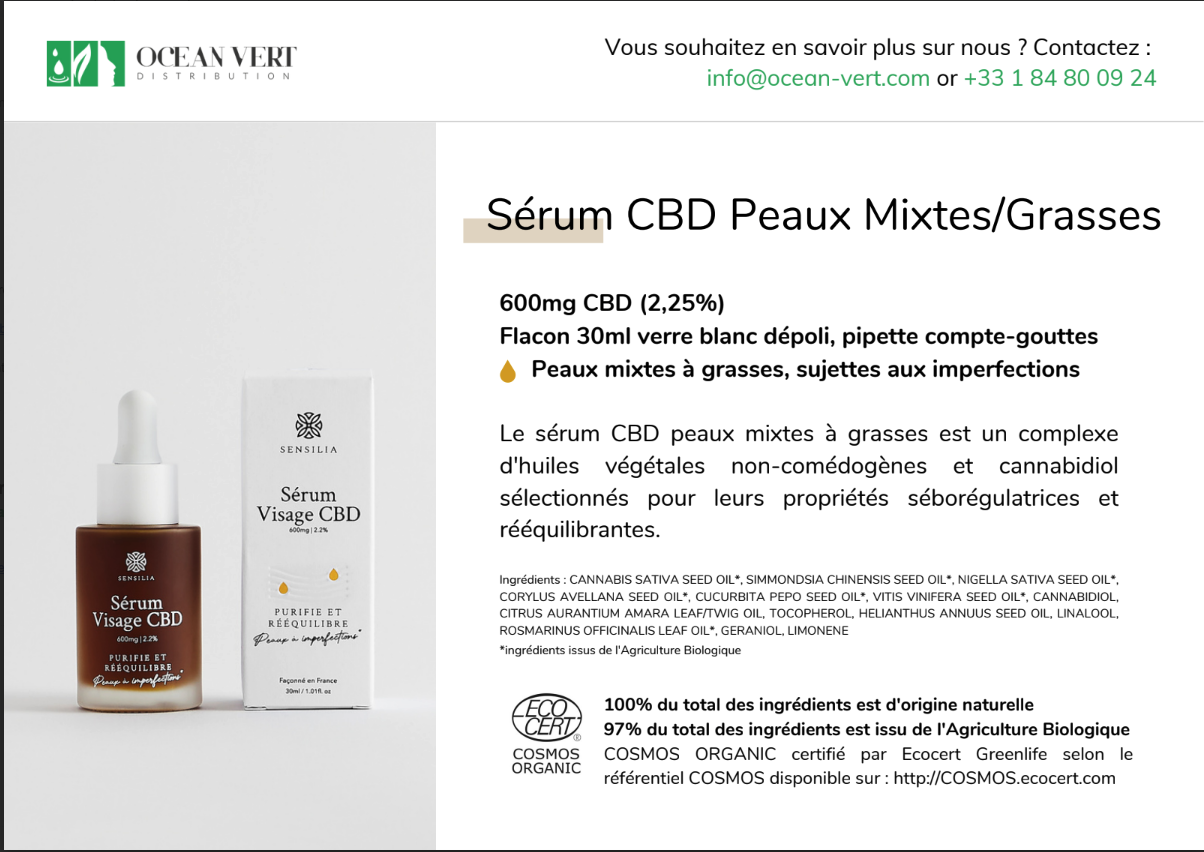 OCEAN VERT
DISTRIBUTION
Vous souhaitez en savoir plus sur nous ? Contactez :
info@ocean-vert.com or +33 1 84 80 09 24
Sérum CBD Peaux Mixtes/Grasses
600mg CBD (2,25%)
Flacon 30ml verre blanc dépoli, pipette compte-gouttes
Peaux mixtes à grasses, sujettes aux imperfections
Le sérum CBD peaux mixtes à grasses est un complexe
d'huiles végétales non-comédogènes et cannabidiol
sélectionnés pour leurs propriétés séborégulatrices et
rééquilibrantes.
Ingrédients : CANNABIS SATIVA SEED OIL*, SIMMONDSIA CHINENSIS SEED OIL*, NIGELLA SATIVA SEED OIL*,
CORYLUS AVELLANA SEED OIL*, CUCURBITA PEPO SEED OIL*, VITIS VINIFERA SEED OIL*, CANNABIDIOL,
CITRUS AURANTIUM AMARA LEAF/TWIG OIL, TOCOPHEROL, HELIANTHUS ANNUUS SEED OIL, LINALOOL,
ROSMARINUS OFFICINALIS LEAF OIL*, GERANIOL, LIMONENE
*ingrédients issus de l'Agriculture Biologique
ECO
CERT
®
COSMOS
ORGANIC
100% du total des ingrédients est d'origine naturelle
97% du total des ingrédients est issu de l'Agriculture Biologique
COSMOS ORGANIC certifié par Ecocert Greenlife selon le
référentiel COSMOS disponible sur : http://COSMOS.ecocert.com
SENSILIA
Sérum
Visage CBD
600mg | 2.2%
PURIFIE ET
RÉÉQUILIBRE
Peaux à imperfections*
Façonné en France
30ml / 1.01fl. oz
SENSILIA
Sérum
Visage CBD
600mg | 2.2%
PURIFIE ET
RÉÉQUILIBRE
Peaux à imperfections*